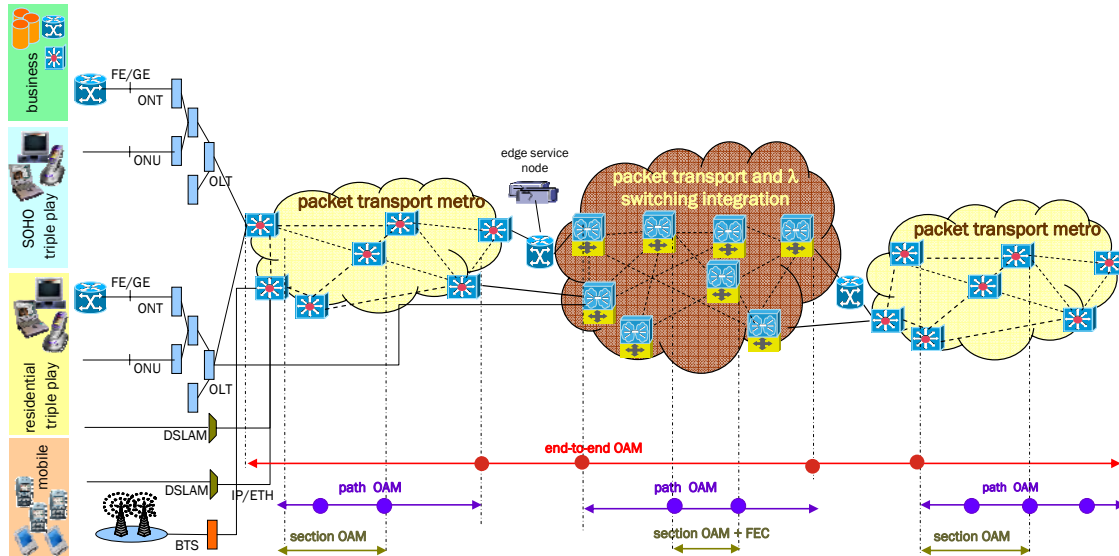 business
FE/GE
ONT
ONU
OLT
SOHO
triple play
edge service
node
packet transport metro
packet transport and λ
switching integration
packet transport metro
residential
triple play
FE/GE
ONT
ONU
OLT
DSLAM
mobile
DSLAM
IP/ETH
BTS
end-to-end OAM
path OAM
path OAM
path OAM
section OAM
section OAM + FEC
section OAM